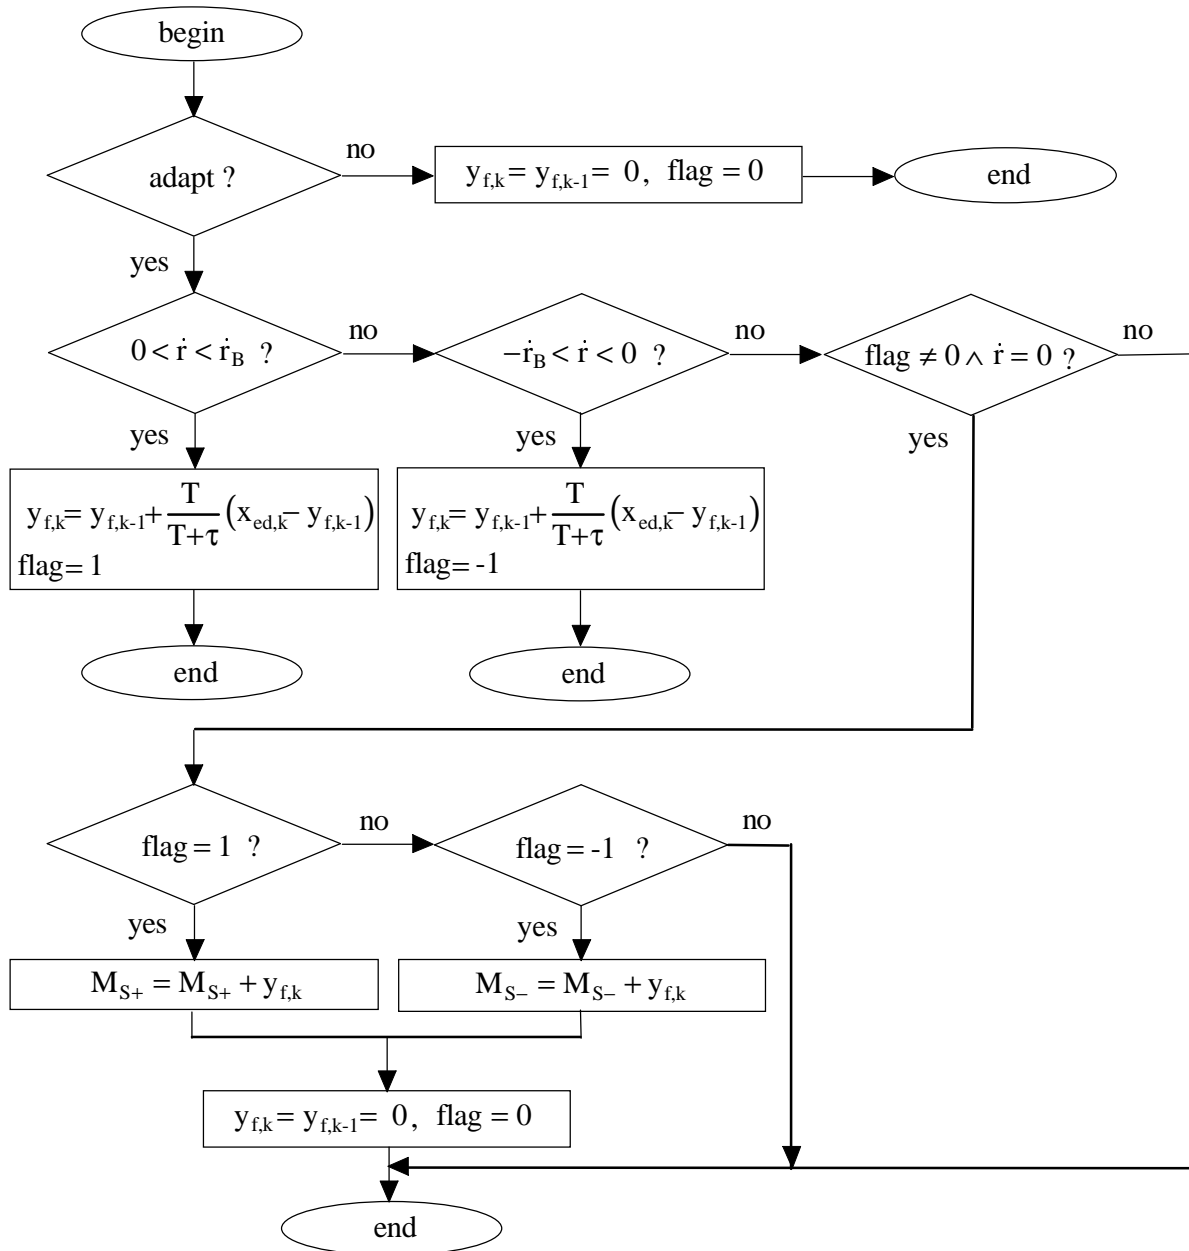 begin
adapt ?
no
y_{f,k} = y_{f,k-1} = 0, flag = 0
end
yes
0 < ṙ < ṙ_B ?
no
−ṙ_B < ṙ < 0 ?
no
flag ≠ 0 ∧ ṙ = 0 ?
no
yes
yes
yes
y_{f,k} = y_{f,k-1} + \frac{T}{T+τ} (x_{ed,k} − y_{f,k-1})
flag = 1
y_{f,k} = y_{f,k-1} + \frac{T}{T+τ} (x_{ed,k} − y_{f,k-1})
flag = -1
end
end
flag = 1 ?
no
flag = -1 ?
no
yes
yes
M_{S+} = M_{S+} + y_{f,k}
M_{S−} = M_{S−} + y_{f,k}
y_{f,k} = y_{f,k-1} = 0, flag = 0
end